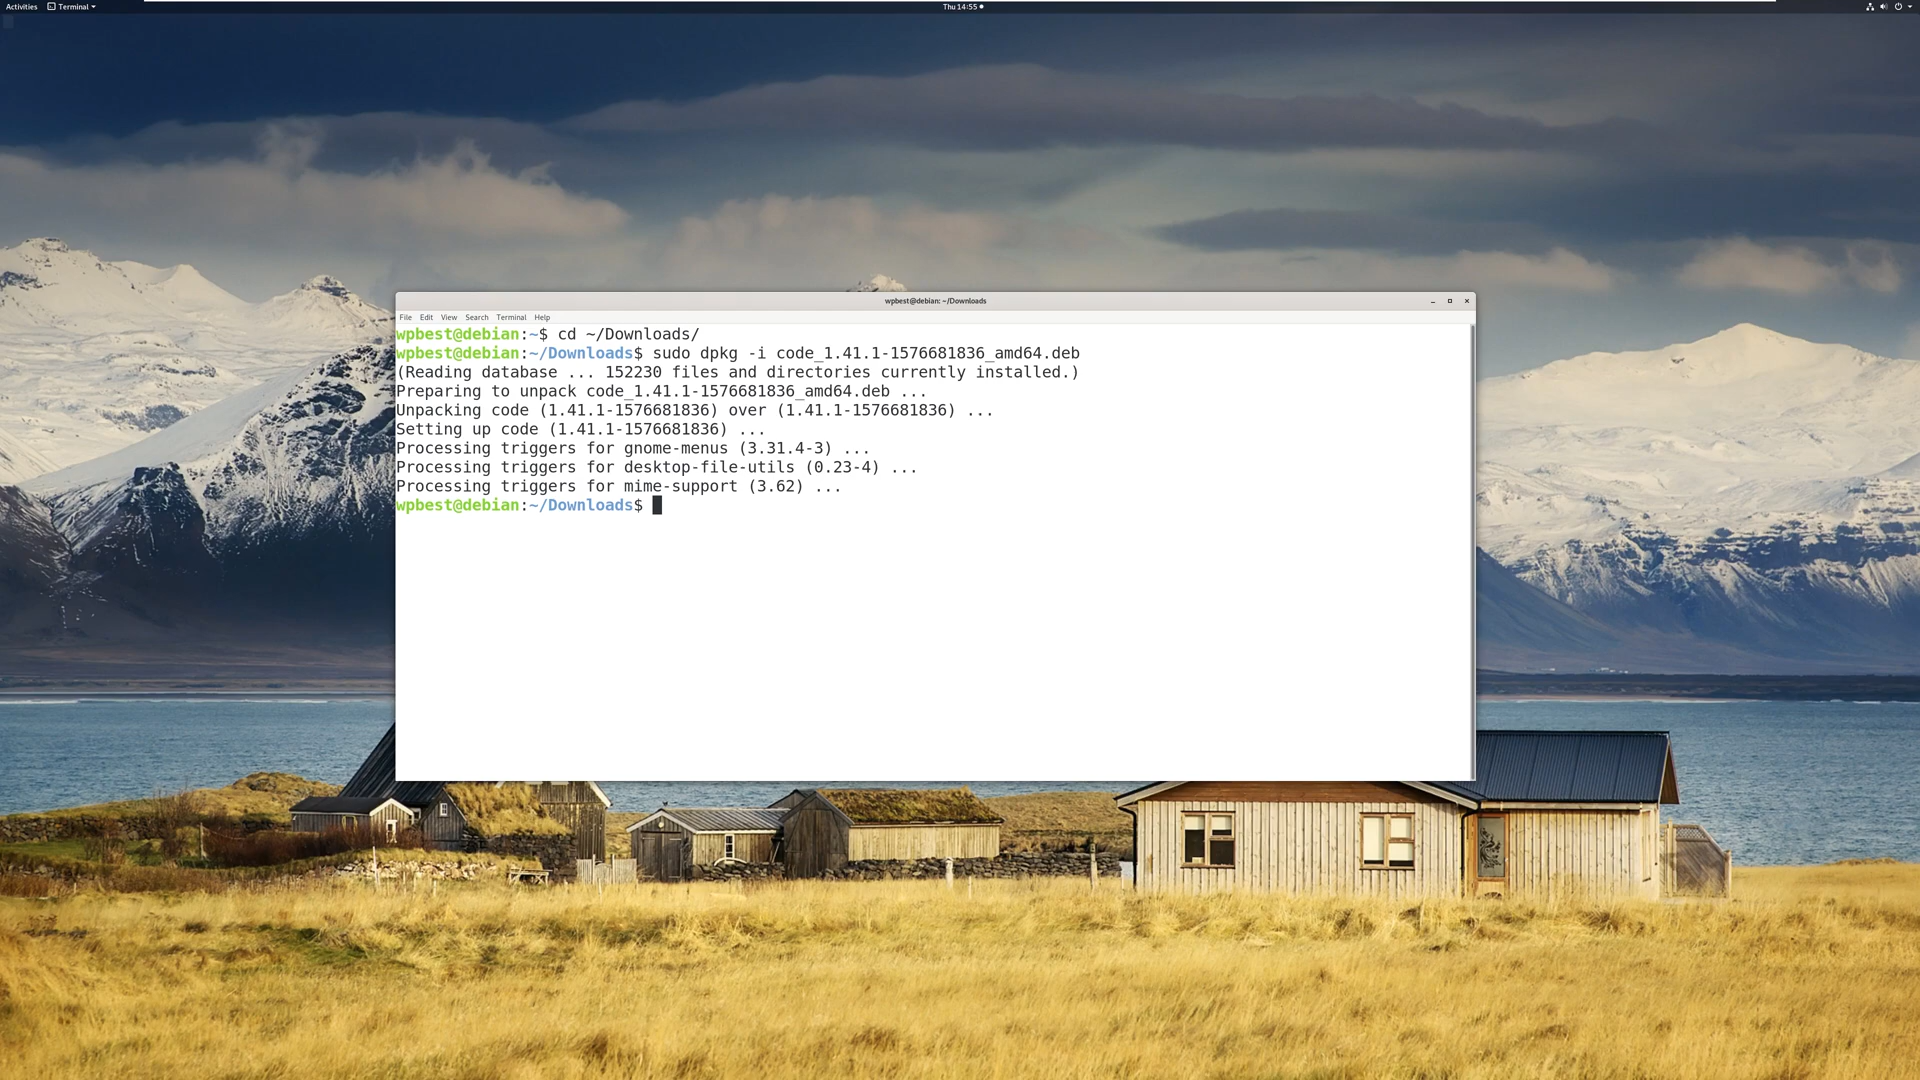 Activities Terminal Thu 14:55
wpbest@debian: ~/Downloads
File Edit View Search Terminal Help
wpbest@debian:~$ cd ~/Downloads/
wpbest@debian:~/Downloads$ sudo dpkg -i code_1.41.1-1576681836_amd64.deb
(Reading database ... 152230 files and directories currently installed.)
Preparing to unpack code_1.41.1-1576681836_amd64.deb ...
Unpacking code (1.41.1-1576681836) over (1.41.1-1576681836) ...
Setting up code (1.41.1-1576681836) ...
Processing triggers for gnome-menus (3.31.4-3) ...
Processing triggers for desktop-file-utils (0.23-4) ...
Processing triggers for mime-support (3.62) ...
wpbest@debian:~/Downloads$